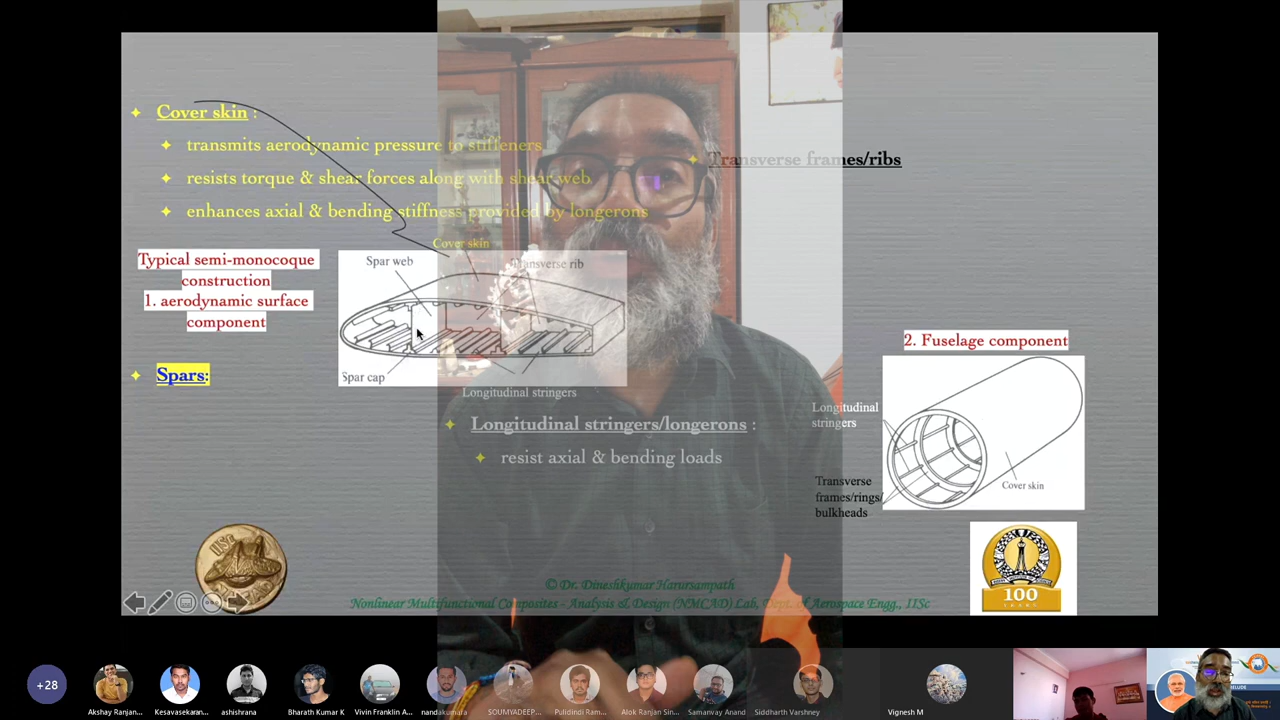 Cover skin :
transmits aerodynamic pressure to stiffeners
resists torque & shear forces along with shear web
enhances axial & bending stiffness provided by longerons
Transverse frames/ribs
Typical semi-monocoque
construction
1. aerodynamic surface
component
Cover skin
Spar web
Transverse rib
Spar cap
Longitudinal stringers
Spars:
Longitudinal stringers/longerons :
resist axial & bending loads
2. Fuselage component
Longitudinal
stringers
Transverse
frames/rings/
bulkheads
Cover skin
IISc
100
© Dr. Dineshkumar Harursampath
Nonlinear Multifunctional Composites - Analysis & Design (NMCAD) Lab, Dept. of Aerospace Engg., IISc
+28
Akshay Ranjan...
Kesavasekaran...
ashishrana
Bharath Kumar K
Vivin Franklin A...
nandakumara
SOUMYADEEP...
Pulidindi Ram...
Alok Ranjan Sin...
Samanvay Anand
Siddharth Varshney
Vignesh M